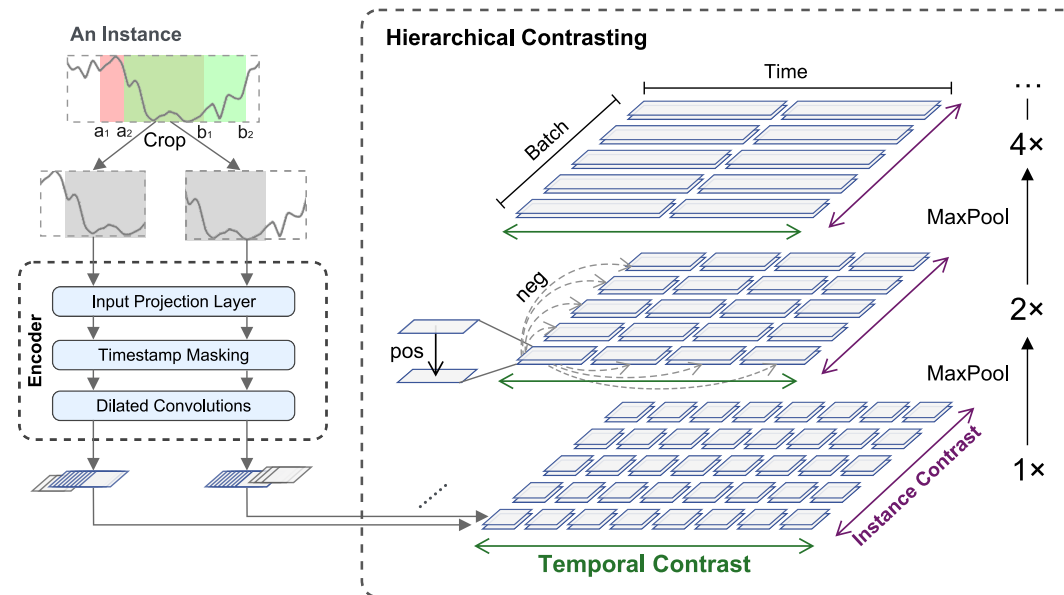 An Instance
a₁ a₂ b₁ b₂
Crop
Encoder
Input Projection Layer
Timestamp Masking
Dilated Convolutions
Hierarchical Contrasting
Time
Batch
...
4×
MaxPool
neg
pos
2×
MaxPool
1×
Instance Contrast
Temporal Contrast